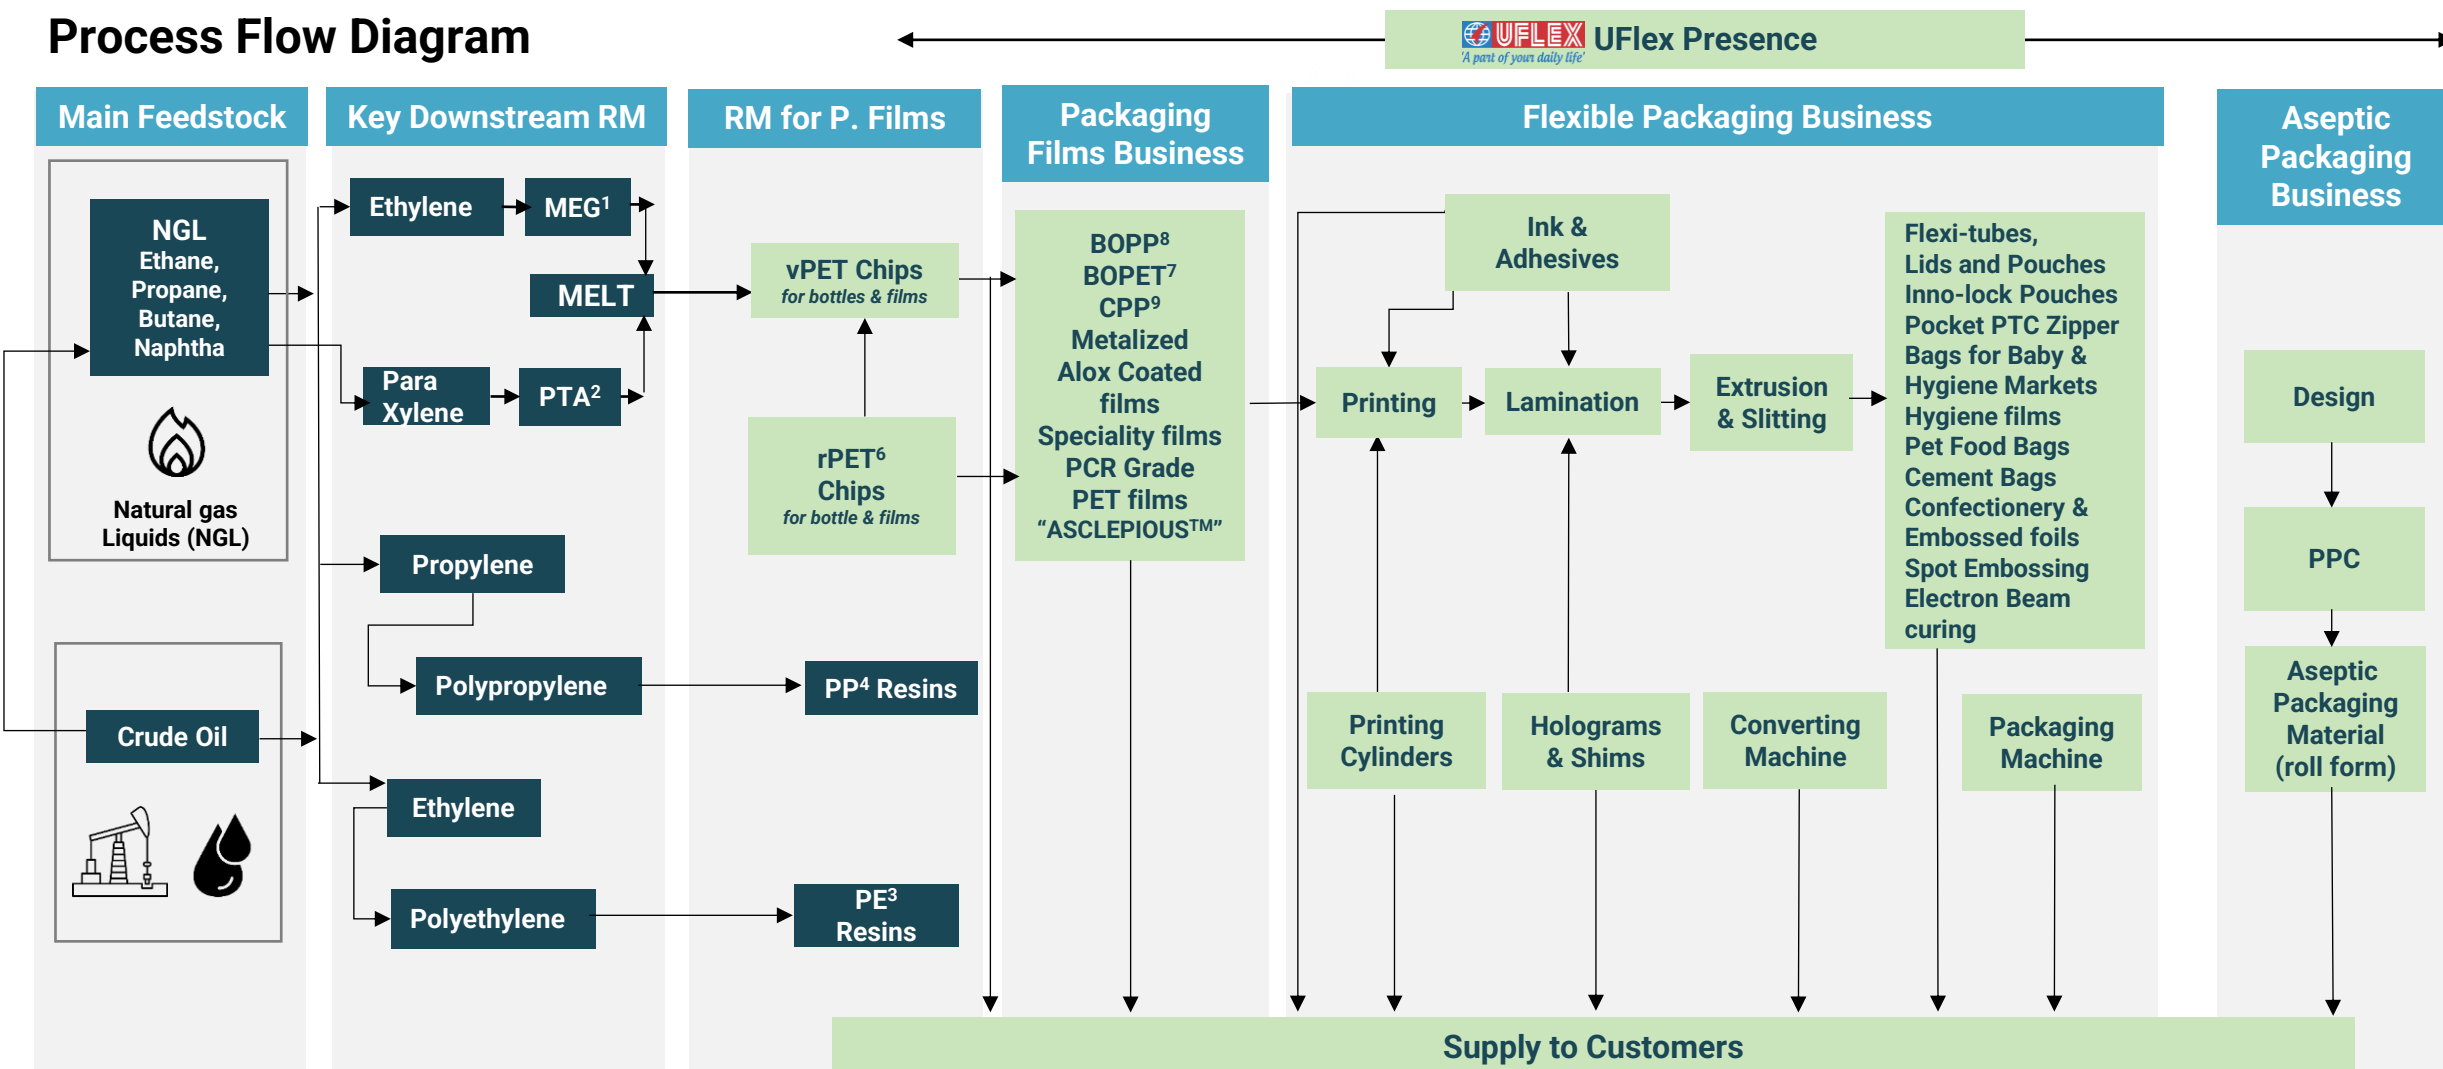 Process Flow Diagram
UFLEX
'A part of your daily life'
UFlex Presence
Main Feedstock
Key Downstream RM
RM for P. Films
Packaging
Films Business
Flexible Packaging Business
Aseptic
Packaging
Business
NGL
Ethane,
Propane,
Butane,
Naphtha
Natural gas
Liquids (NGL)
Crude Oil
Ethylene
MEG¹
MELT
Para
Xylene
PTA²
Propylene
Polypropylene
Ethylene
Polyethylene
vPET Chips
for bottles & films
rPET⁶
Chips
for bottle & films
PP⁴ Resins
PE³
Resins
BOPP⁸
BOPET⁷
CPP⁹
Metalized
Alox Coated
films
Speciality films
PCR Grade
PET films
“ASCLEPIOUS™”
Ink &
Adhesives
Printing
Lamination
Extrusion
& Slitting
Printing
Cylinders
Holograms
& Shims
Converting
Machine
Packaging
Machine
Flexi-tubes,
Lids and Pouches
Inno-lock Pouches
Pocket PTC Zipper
Bags for Baby &
Hygiene Markets
Hygiene films
Pet Food Bags
Cement Bags
Confectionery &
Embossed foils
Spot Embossing
Electron Beam
curing
Design
PPC
Aseptic
Packaging
Material
(roll form)
Supply to Customers